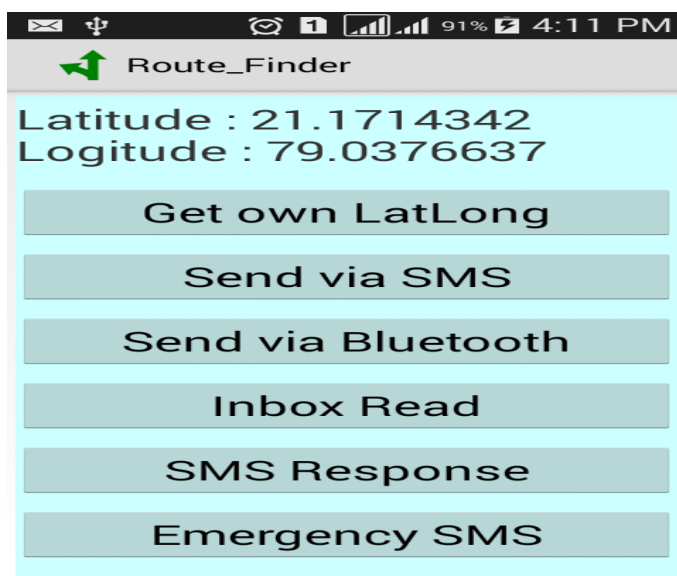 1 91% 4:11 PM
Route_Finder
Latitude : 21.1714342
Logitude : 79.0376637
Get own LatLong
Send via SMS
Send via Bluetooth
Inbox Read
SMS Response
Emergency SMS